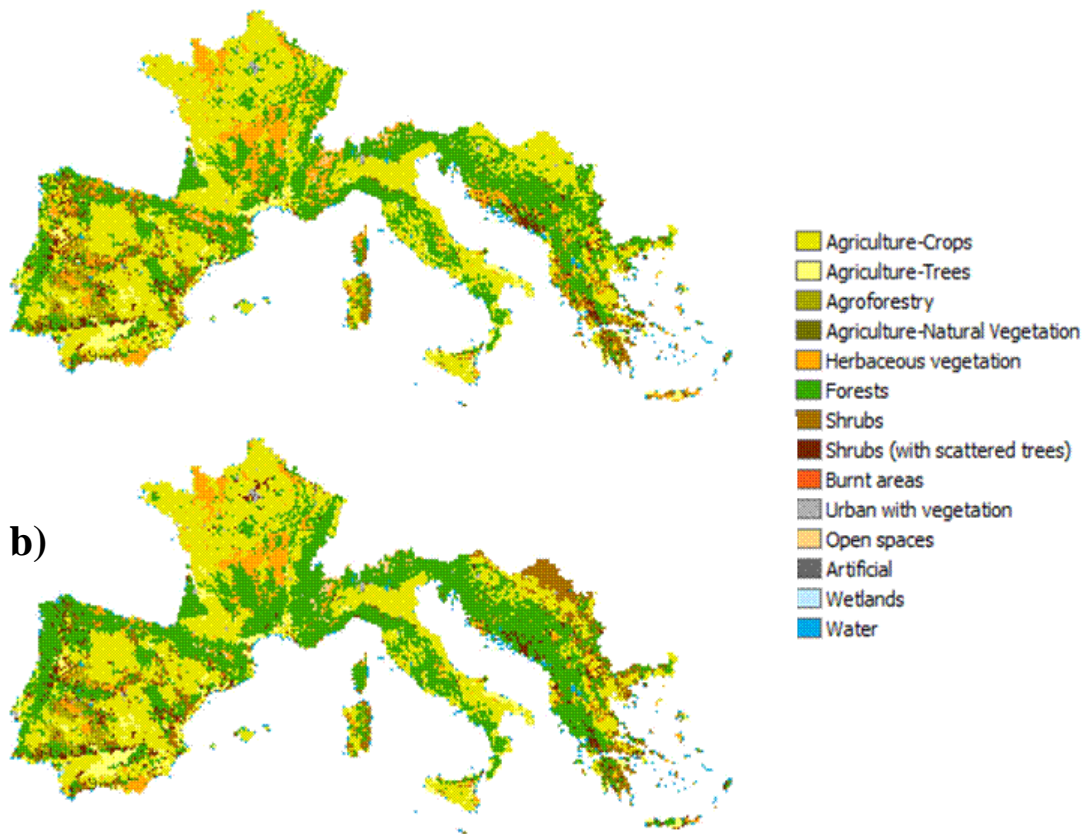 Agriculture-Crops
Agriculture-Trees
Agroforestry
Agriculture-Natural Vegetation
Herbaceous vegetation
Forests
Shrubs
Shrubs (with scattered trees)
Burnt areas
Urban with vegetation
Open spaces
Artificial
Wetlands
Water
b)